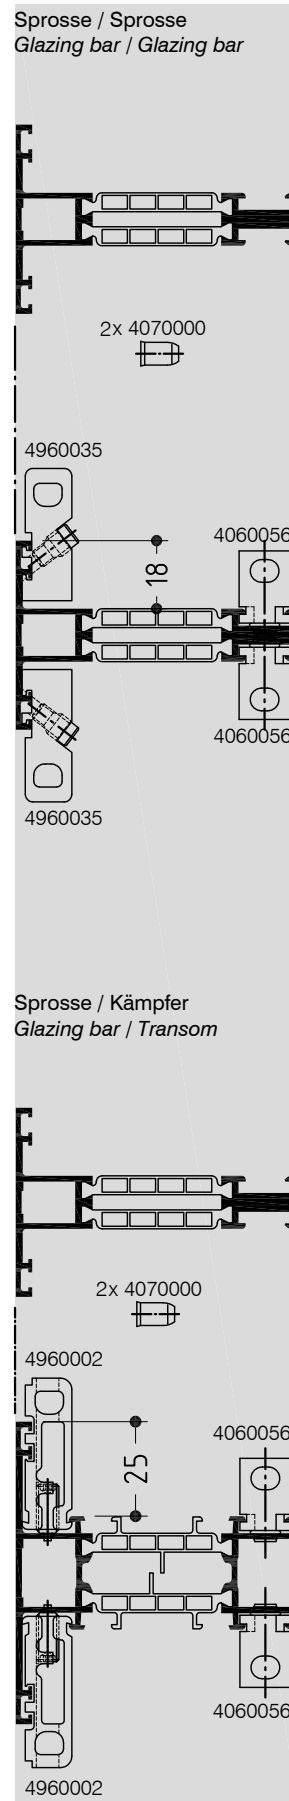 Sprosse / Sprosse
Glazing bar / Glazing bar
2x 4070000
4960035
4060056
18
4060056
4960035
Sprosse / Kämpfer
Glazing bar / Transom
2x 4070000
4960002
4060056
25
4060056
4960002